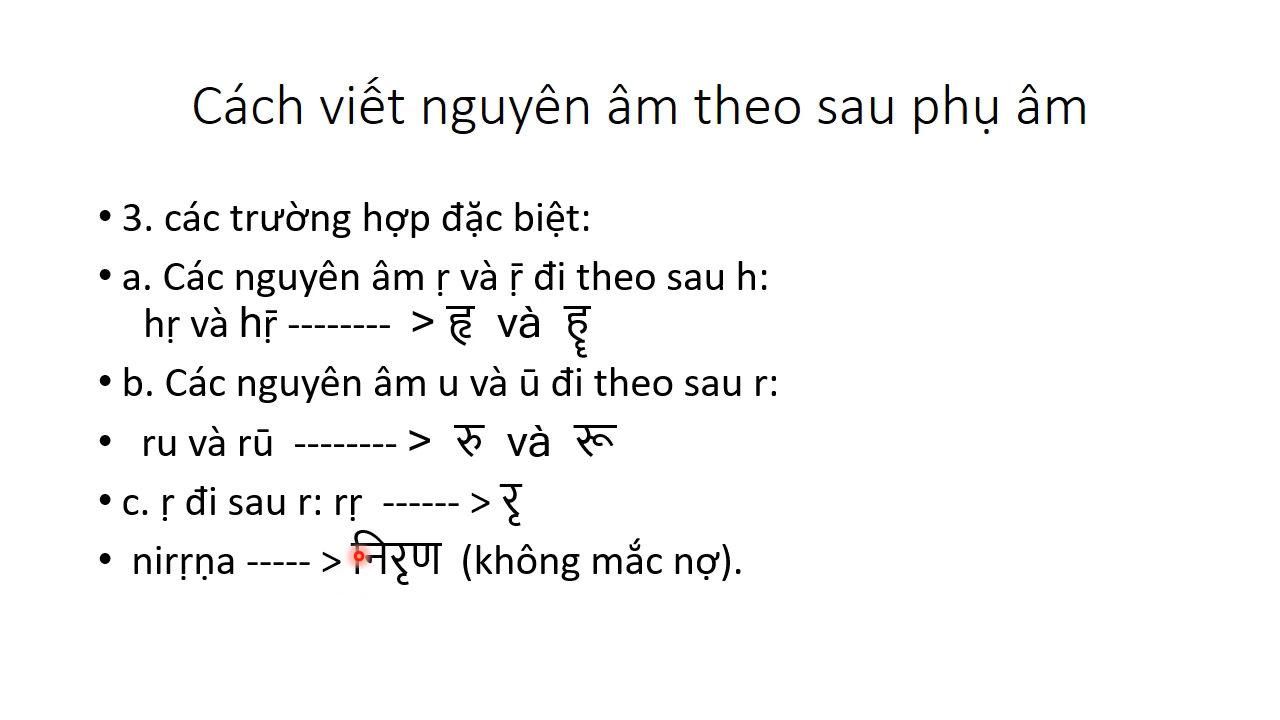 Cách viết nguyên âm theo sau phụ âm
• 3. các trường hợp đặc biệt:
• a. Các nguyên âm ṛ và ṝ đi theo sau h:
hṛ và hṝ -------- > हृ và हॄ
• b. Các nguyên âm u và ū đi theo sau r:
• ru và rū -------- > रु và रू
• c. ṛ đi sau r: rṛ ------ > रृ
• nirṛṇa ----- > निरृण (không mắc nợ).